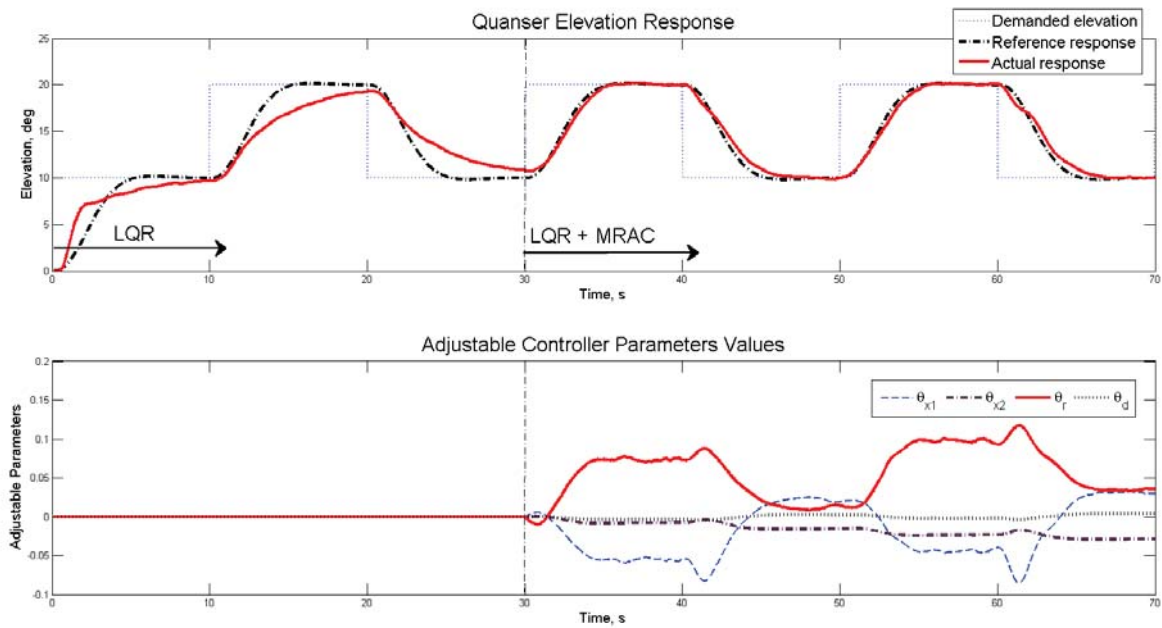 Quanser Elevation Response
Demanded elevation
Reference response
Actual response
Elevation, deg
25
20
15
10
5
0
LQR
LQR + MRAC
0 10 20 30 40 50 60 70
Time, s
Adjustable Controller Parameters Values
θx1 θx2 θr θd
Adjustable Parameters
0.2
0.15
0.1
0.05
0
-0.05
-0.1
0 10 20 30 40 50 60 70
Time, s